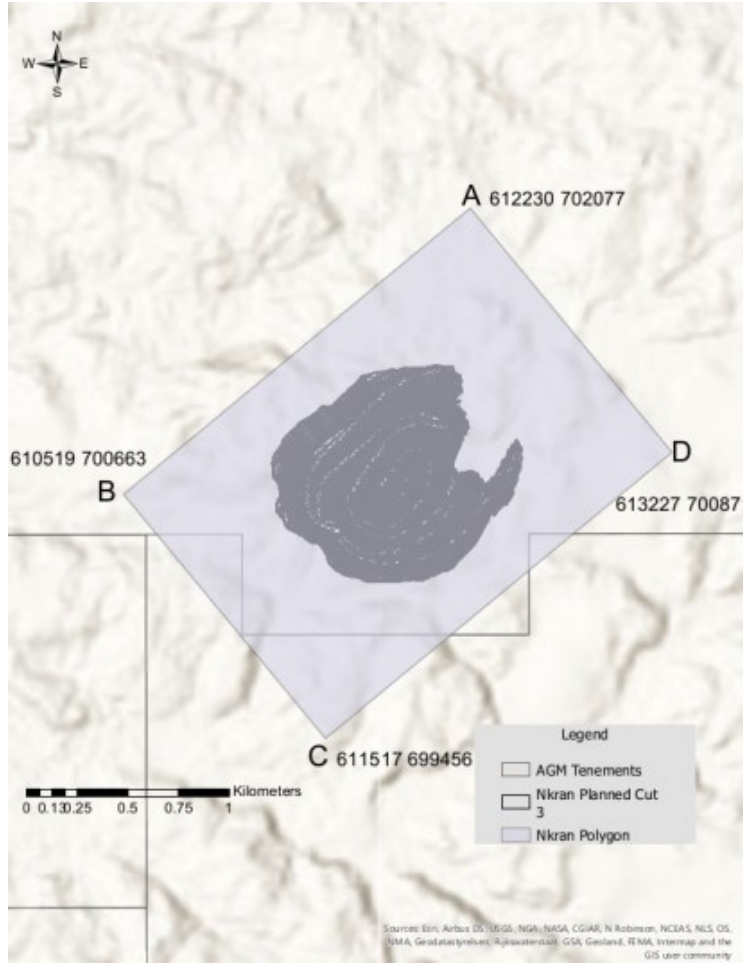 N
W E
S
A 612230 702077
610519 700663
B
D
613227 70087
C 611517 699456
Legend
AGM Tenements
Nkran Planned Cut
3
Nkran Polygon
Kilometers
0 0.13 0.25 0.5 0.75 1
Sources: Esri, Airbus DS, USGS, NGA, NASA, CGIAR, N Robinson, NCEAS, NLS, OS,
NMA, Geodatastyrelsen, Rijkswaterstaat, GSA, Geoland, FEMA, Intermap and the
GIS user community